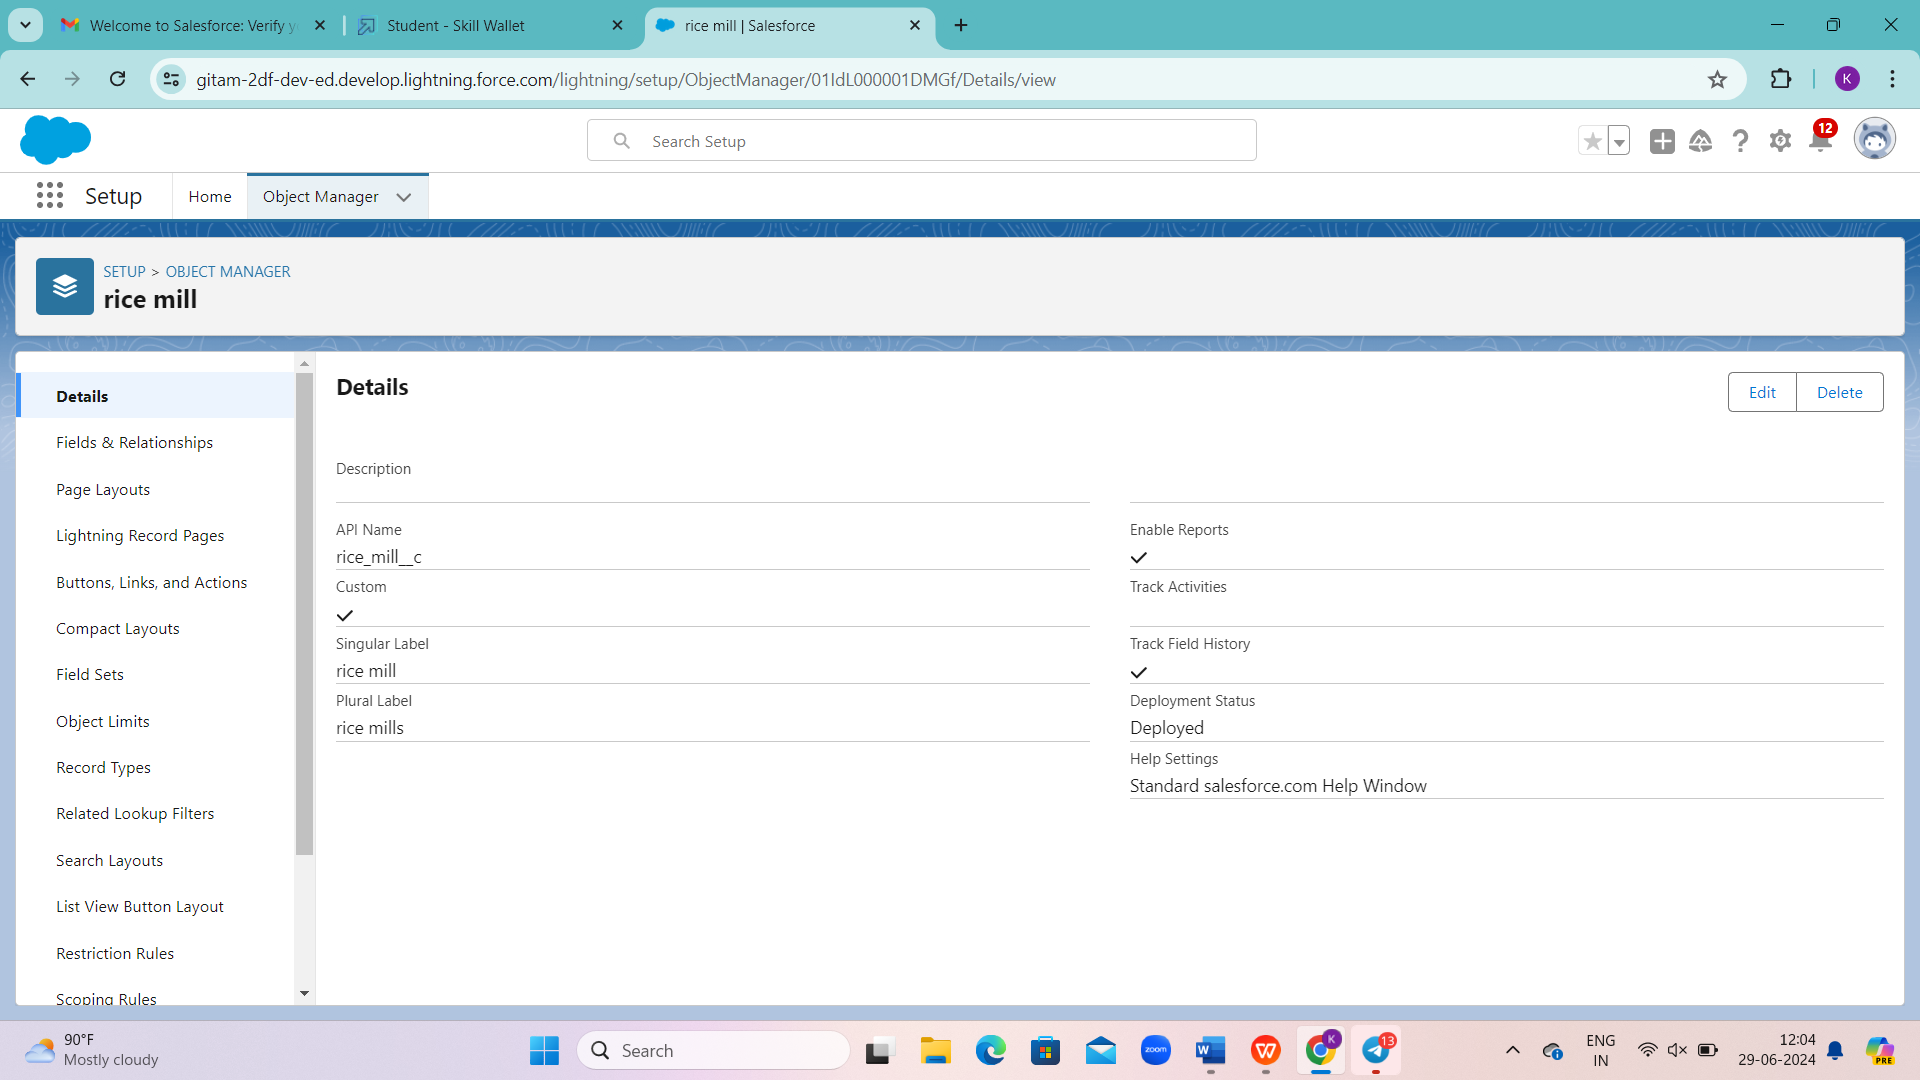 Welcome to Salesforce: Verify y
Student - Skill Wallet
rice mill | Salesforce
gitam-2df-dev-ed.develop.lightning.force.com/lightning/setup/ObjectManager/01IdL000001DMGf/Details/view
K
Search Setup
12
Setup
Home
Object Manager
SETUP > OBJECT MANAGER
rice mill
Details
Fields & Relationships
Page Layouts
Lightning Record Pages
Buttons, Links, and Actions
Compact Layouts
Field Sets
Object Limits
Record Types
Related Lookup Filters
Search Layouts
List View Button Layout
Restriction Rules
Scoping Rules
Details
Edit
Delete
Description
API Name
rice_mill__c
Custom
Singular Label
rice mill
Plural Label
rice mills
Enable Reports
Track Activities
Track Field History
Deployment Status
Deployed
Help Settings
Standard salesforce.com Help Window
90°F
Mostly cloudy
Search
zoom
W
W
K
13
ENG
IN
12:04
29-06-2024
PRE